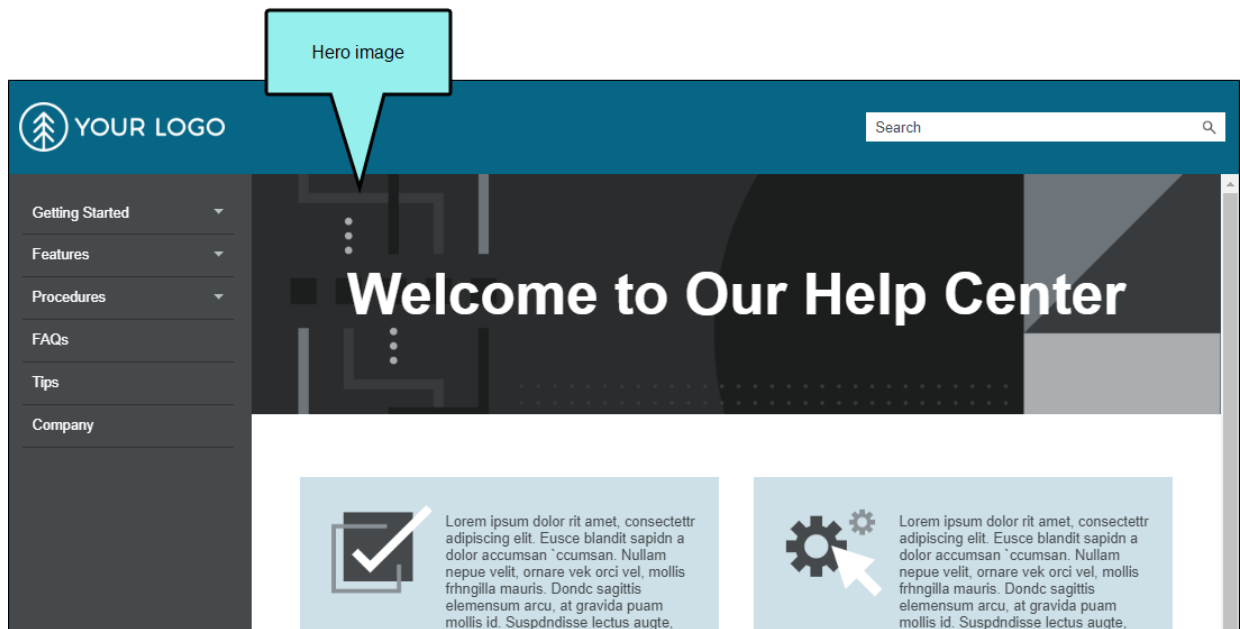 Hero image
YOUR LOGO
Search
Getting Started
Features
Procedures
FAQs
Tips
Company
Welcome to Our Help Center
Lorem ipsum dolor rit amet, consectettr
adipiscing elit. Eusce blandit sapidn a
dolor accumsan `ccumsan. Nullam
nepue velit, ornare vek orci vel, mollis
frhngilla mauris. Dondc sagittis
elemensum arcu, at gravida puam
mollis id. Suspdndisse lectus augte,
Lorem ipsum dolor rit amet, consectettr
adipiscing elit. Eusce blandit sapidn a
dolor accumsan `ccumsan. Nullam
nepue velit, ornare vek orci vel, mollis
frhngilla mauris. Dondc sagittis
elemensum arcu, at gravida puam
mollis id. Suspdndisse lectus augte,